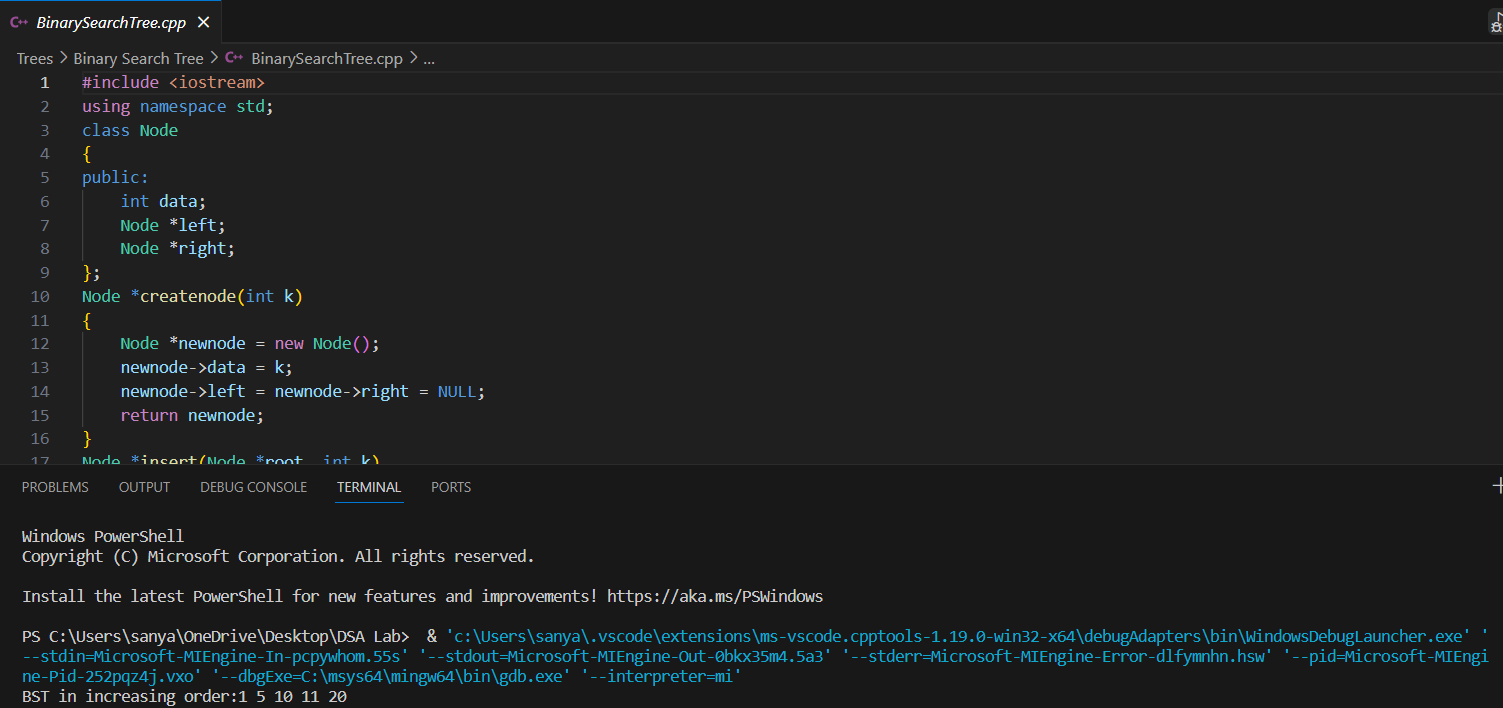 C++ BinarySearchTree.cpp ×
Trees > Binary Search Tree > C++ BinarySearchTree.cpp > ...
1 #include <iostream>
2 using namespace std;
3 class Node
4 {
5 public:
6 int data;
7 Node *left;
8 Node *right;
9 };
10 Node *createnode(int k)
11 {
12 Node *newnode = new Node();
13 newnode->data = k;
14 newnode->left = newnode->right = NULL;
15 return newnode;
16 }
17 Node *insert(Node *root, int k)
PROBLEMS OUTPUT DEBUG CONSOLE TERMINAL PORTS
Windows PowerShell
Copyright (C) Microsoft Corporation. All rights reserved.
Install the latest PowerShell for new features and improvements! https://aka.ms/PSWindows
PS C:\Users\sanya\OneDrive\Desktop\DSA Lab>  & 'c:\Users\sanya\.vscode\extensions\ms-vscode.cpptools-1.19.0-win32-x64\debugAdapters\bin\WindowsDebugLauncher.exe' '
--stdin=Microsoft-MIEngine-In-pcpywhom.55s' '--stdout=Microsoft-MIEngine-Out-0bkx35m4.5a3' '--stderr=Microsoft-MIEngine-Error-dlfymnhn.hsw' '--pid=Microsoft-MIEngi
ne-Pid-252pqz4j.vxo' '--dbgExe=C:\msys64\mingw64\bin\gdb.exe' '--interpreter=mi'
BST in increasing order:1 5 10 11 20